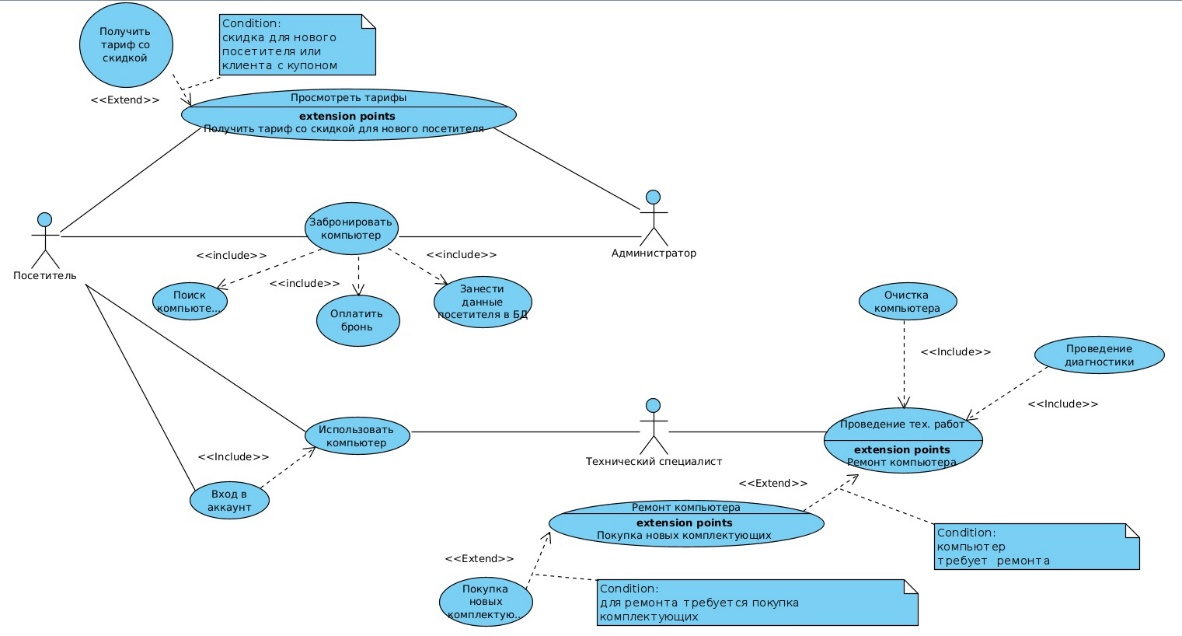 Получить
тариф со
скидкой
Condition:
скидка для нового
посетителя или
клиента с купоном
<<Extend>>
Просмотреть тарифы
extension points
Получить тариф со скидкой для нового посетителя
Забронировать
компьютер
Посетитель
Администратор
<<include>>
<<include>>
<<include>>
Поиск
компьюте...
Оплатить
бронь
Занести
данные
посетителя в БД
Очистка
компьютера
<<Include>>
Проведение
диагностики
<<Include>>
Использовать
компьютер
Технический специалист
Проведение тех. работ
extension points
Ремонт компьютера
<<Include>>
Вход в
аккаунт
<<Extend>>
Ремонт компьютера
extension points
Покупка новых комплектующих
Condition:
компьютер
требует ремонта
<<Extend>>
Покупка
новых
комплектую...
Condition:
для ремонта требуется покупка
комплектующих